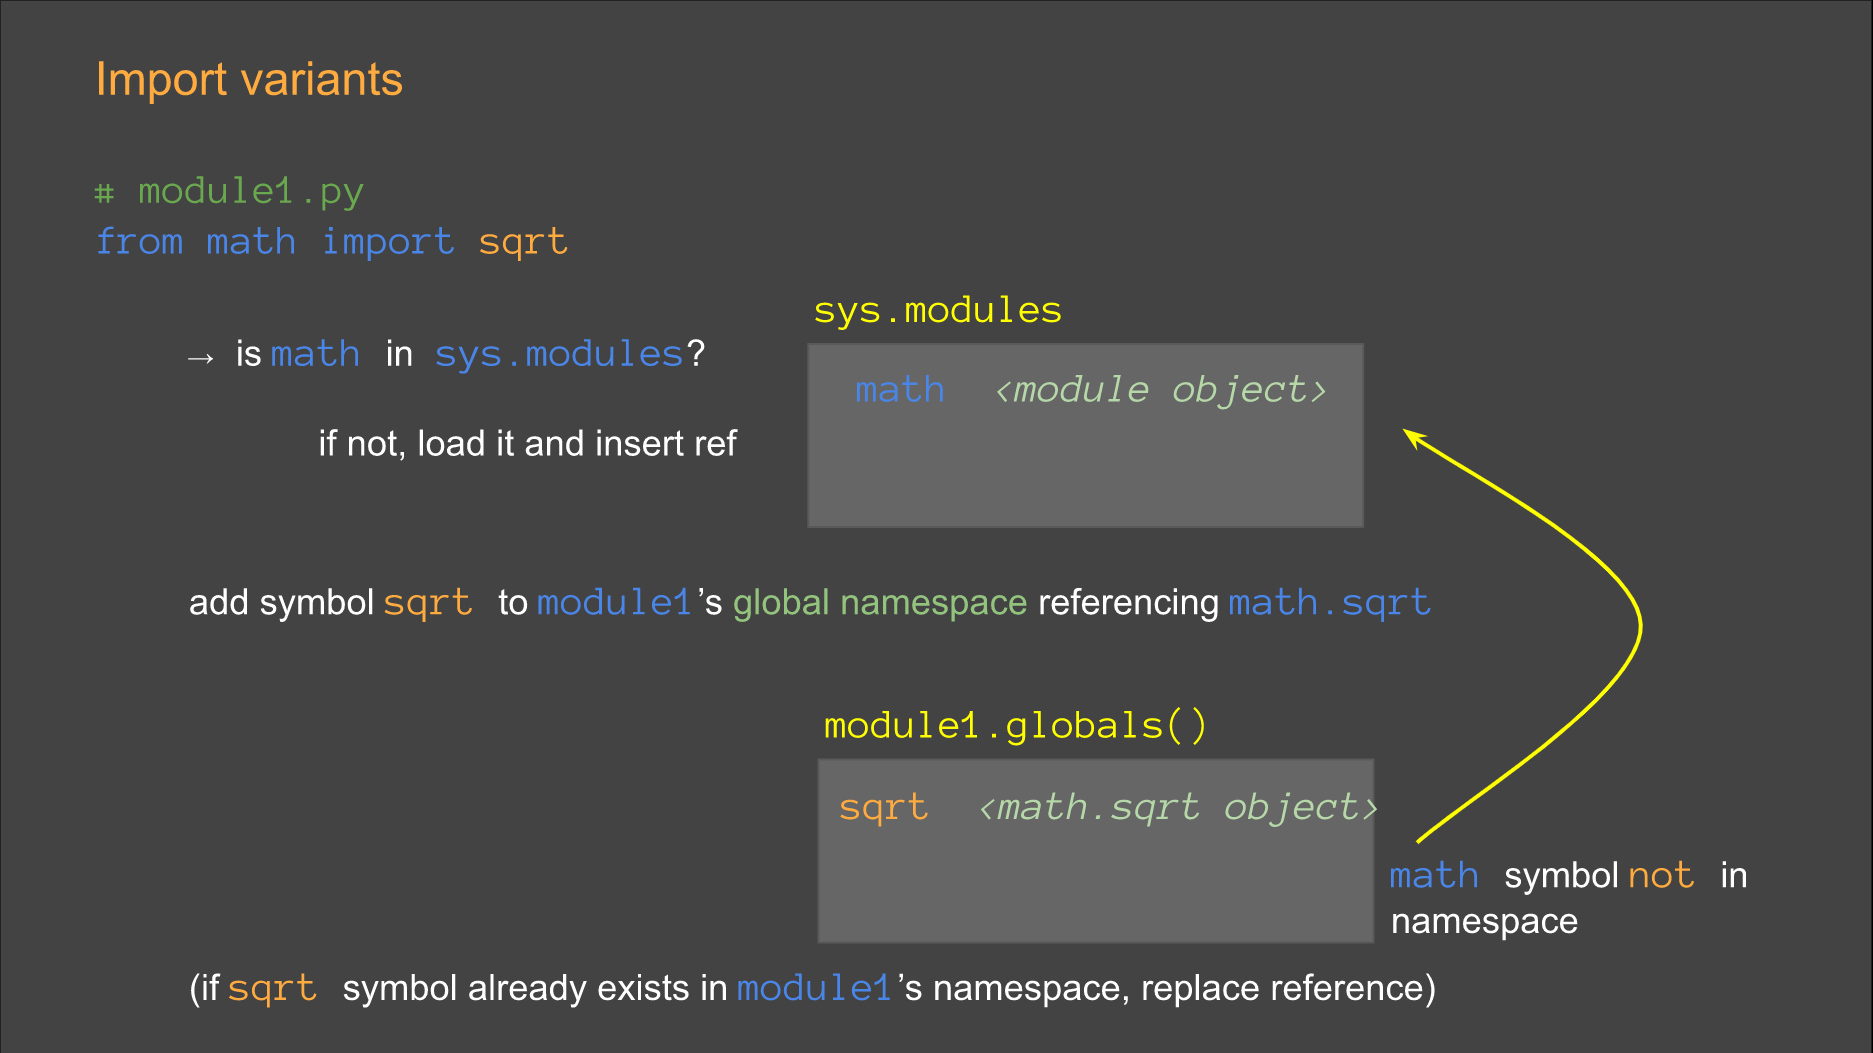 Import variants
# module1.py
from math import sqrt
sys.modules
→ is math in sys.modules?
math <module object>
if not, load it and insert ref
add symbol sqrt to module1's global namespace referencing math.sqrt
module1.globals()
sqrt <math.sqrt object>
math symbol not in
namespace
(if sqrt symbol already exists in module1's namespace, replace reference)